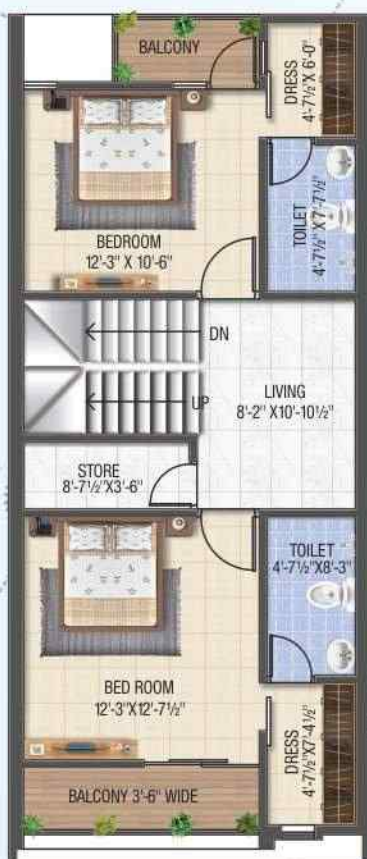 BALCONY
DRESS
4'-7½"X 6'-0"
BEDROOM
12'-3" X 10'-6"
TOILET
4'-7½"X 7'-7½"
DN
UP
LIVING
8'-2" X10'-10½"
STORE
8'-7½"X3'-6"
TOILET
4'-7½"X8'-3"
BED ROOM
12'-3"X12'-7½"
DRESS
4'-7½"X7'-4½"
BALCONY 3'-6" WIDE